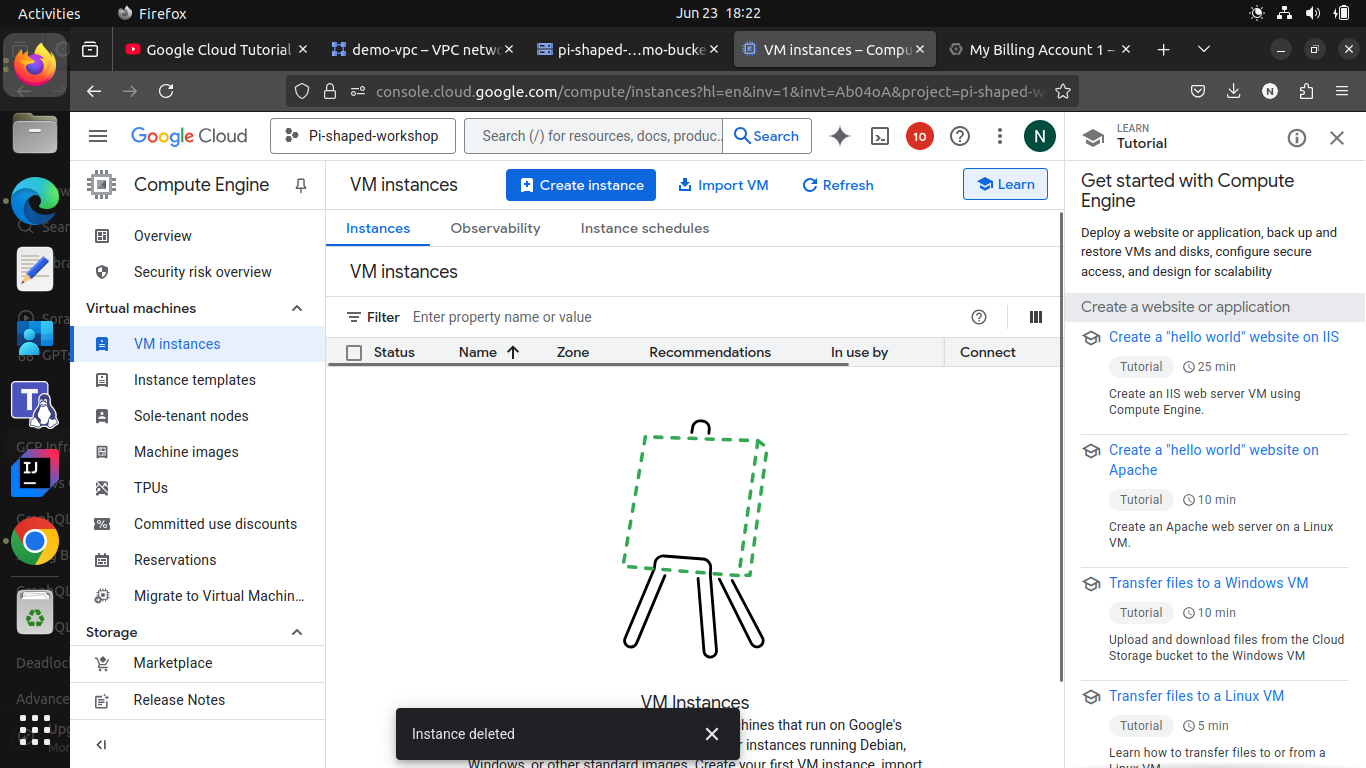 Activities
Firefox
Jun 23 18:22
Google Cloud Tutorial
demo-vpc – VPC netw
pi-shaped-…mo-bucke
VM instances – Compu
My Billing Account 1 –
console.cloud.google.com/compute/instances?hl=en&inv=1&invt=Ab04oA&project=pi-shaped-w
N
Google Cloud
Pi-shaped-workshop
Search (/) for resources, docs, produc…
Search
10
N
LEARN
Tutorial
Compute Engine
VM instances
Create instance
Import VM
Refresh
Learn
Overview
Security risk overview
Virtual machines
VM instances
Instance templates
Sole-tenant nodes
Machine images
TPUs
Committed use discounts
Reservations
Migrate to Virtual Machin…
Storage
Marketplace
Release Notes
Instances
Observability
Instance schedules
VM instances
Filter
Enter property name or value
Status
Name
Zone
Recommendations
In use by
Connect
VM Instances
hines that run on Google's
instances running Debian,
Windows, or other standard images. Create your first VM instance, import
Instance deleted
Get started with Compute
Engine
Deploy a website or application, back up and
restore VMs and disks, configure secure
access, and design for scalability
Create a website or application
Create a "hello world" website on IIS
Tutorial
25 min
Create an IIS web server VM using
Compute Engine.
Create a "hello world" website on
Apache
Tutorial
10 min
Create an Apache web server on a Linux
VM.
Transfer files to a Windows VM
Tutorial
10 min
Upload and download files from the Cloud
Storage bucket to the Windows VM
Transfer files to a Linux VM
Tutorial
5 min
Learn how to transfer files to or from a
Linux VM
T
IJ
Sora
GPTs
GCP Infr
GraphQL
Deadlock
Advance